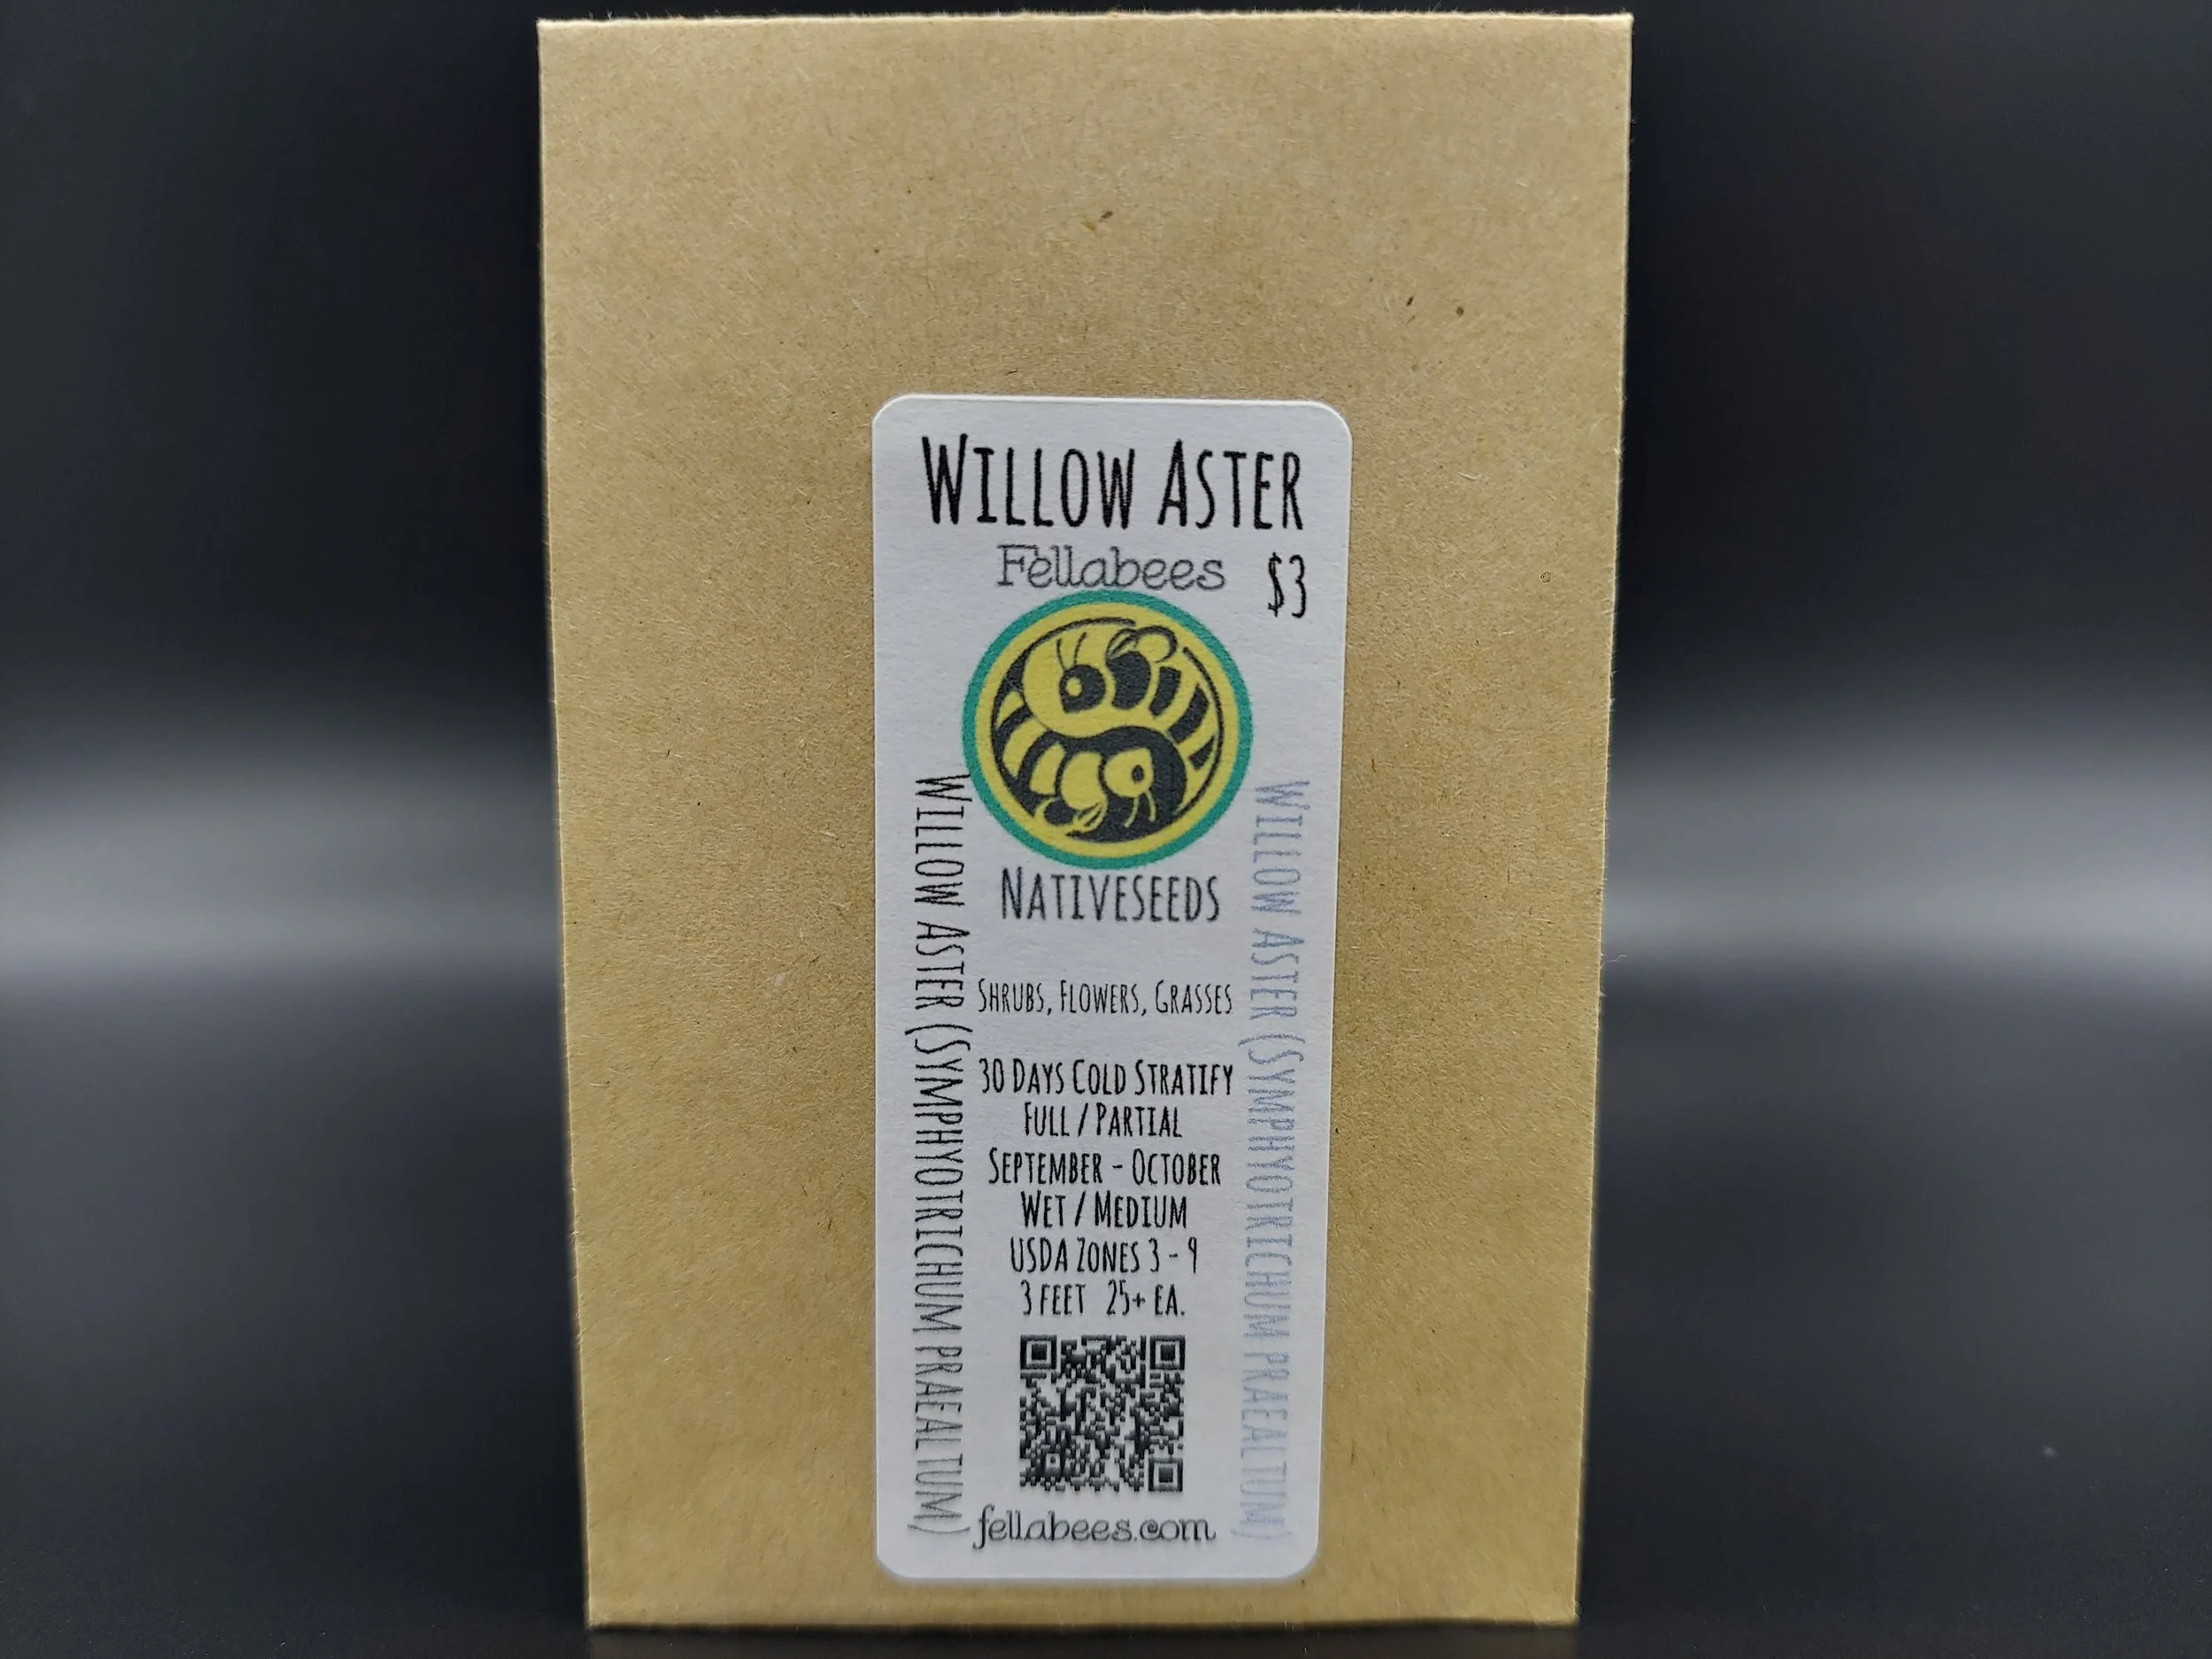 Willow Aster
Fellabees
$3
Nativeseeds
Willow Aster (Symphyotrichum praealtum)
Willow Aster (Symphyotrichum praealtum)
Shrubs, Flowers, Grasses
30 Days Cold Stratify
Full / Partial
September - October
Wet / Medium
USDA Zones 3 - 9
3 feet 25+ ea.
fellabees.com